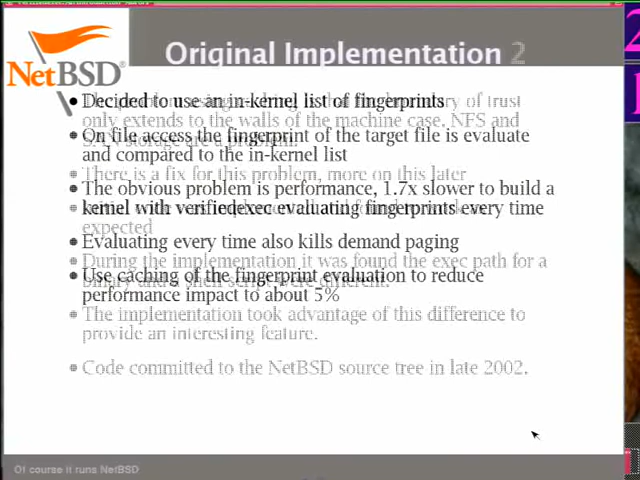 NetBSD®
Original Implementation 2
Decided to use an in-kernel list of fingerprints
of trust
only extends to the walls of the machine case. NFS and
On file access the fingerprint of the target file is evaluate
and compared to the in-kernel list
There is a fix for this problem, more on this later
The obvious problem is performance, 1.7x slower to build a
kernel with verifiedexec evaluating fingerprints every time
expected
Evaluating every time also kills demand paging
During the implementation it was found the exec path for a
Use caching of the fingerprint evaluation to reduce
performance impact to about 5%
The implementation took advantage of this difference to
provide an interesting feature.
Code committed to the NetBSD source tree in late 2002.
Of course it runs NetBSD